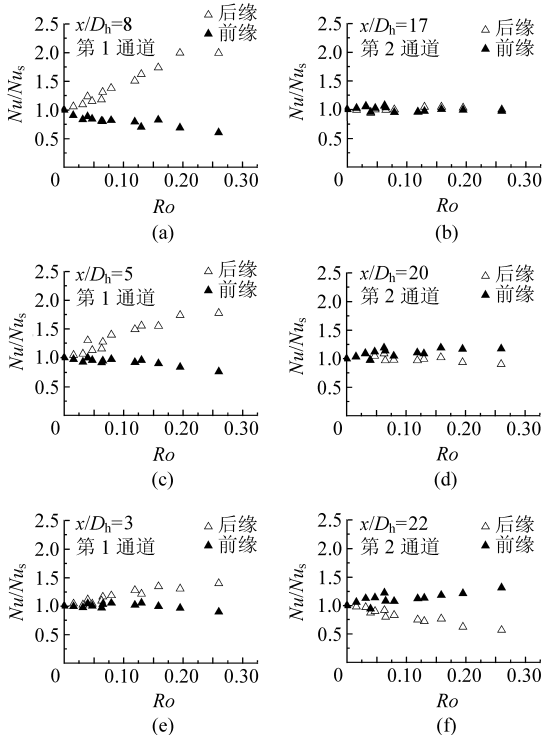 x/Dh=8
第 1 通道
△ 后缘
▲ 前缘
Nu/Nus
2.5
2.0
1.5
1.0
0.5
0
0.10
0.20
0.30
Ro
(a)
x/Dh=17
第 2 通道
△ 后缘
▲ 前缘
Nu/Nus
2.5
2.0
1.5
1.0
0.5
0
0.10
0.20
0.30
Ro
(b)
x/Dh=5
第 1 通道
△ 后缘
▲ 前缘
Nu/Nus
2.5
2.0
1.5
1.0
0.5
0
0.10
0.20
0.30
Ro
(c)
x/Dh=20
第 2 通道
△ 后缘
▲ 前缘
Nu/Nus
2.5
2.0
1.5
1.0
0.5
0
0.10
0.20
0.30
Ro
(d)
x/Dh=3
第 1 通道
△ 后缘
▲ 前缘
Nu/Nus
2.5
2.0
1.5
1.0
0.5
0
0.10
0.20
0.30
Ro
(e)
x/Dh=22
第 2 通道
△ 后缘
▲ 前缘
Nu/Nus
2.5
2.0
1.5
1.0
0.5
0
0.10
0.20
0.30
Ro
(f)